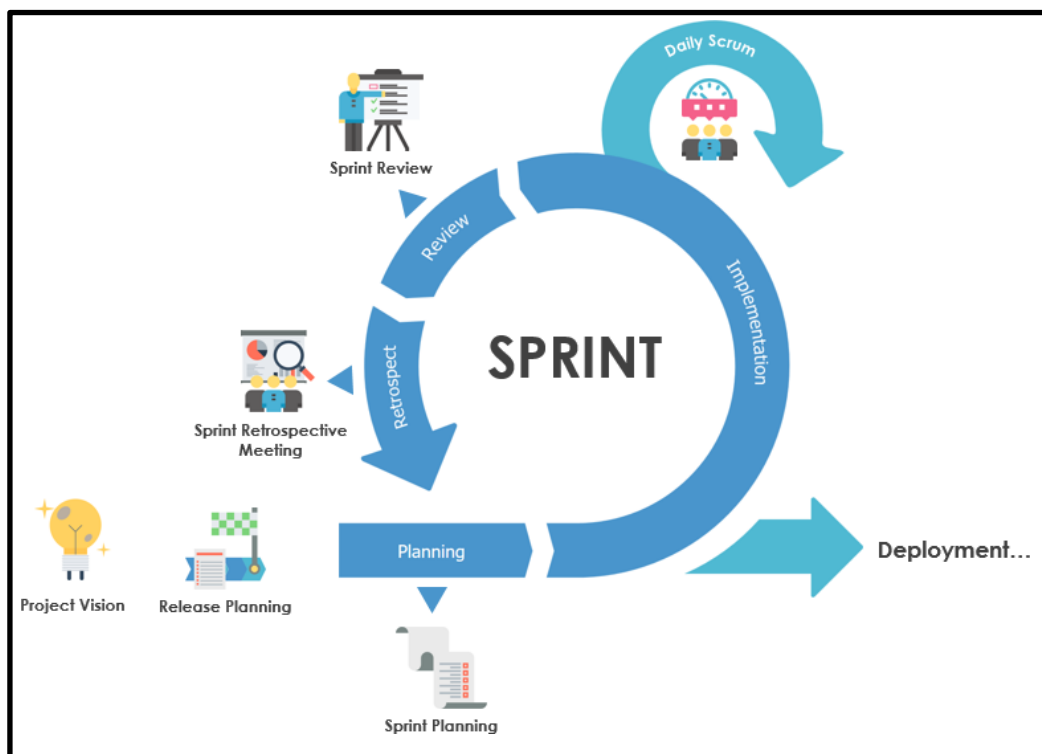 Daily Scrum
Sprint Review
Review
Implementation
SPRINT
Retrospect
Sprint Retrospective
Meeting
Planning
Deployment...
Project Vision
Release Planning
Sprint Planning